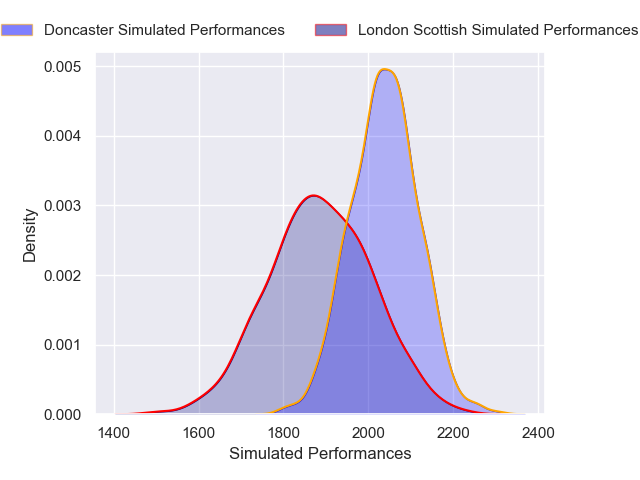 Doncaster Simulated Performances
London Scottish Simulated Performances
0.005
0.004
0.003
0.002
0.001
0.000
Density
1400 1600 1800 2000 2200 2400
Simulated Performances